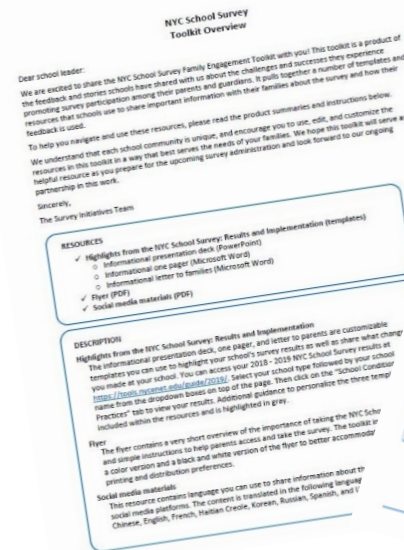 NYC School Survey
Toolkit Overview
Dear school leader:
We are excited to share the NYC School Survey Family Engagement Toolkit with you! This toolkit is a product of
the feedback and stories schools have shared with us about the challenges and successes they experience
promoting survey participation among their parents and guardians. It pulls together a number of templates and
resources that schools use to share important information with their families about the survey and how their
feedback is used.
To help you navigate and use these resources, please read the product summaries and instructions below.
We understand that each school community is unique, and encourage you to use, edit, and customize the
resources in this toolkit in a way that best serves the needs of your families. We hope this toolkit will serve a
helpful resource as you prepare for the upcoming survey administration and look forward to our ongoing
partnership in this work.
Sincerely,
The Survey Initiatives Team
RESOURCES
✓ Highlights from the NYC School Survey: Results and Implementation (templates)
o Informational presentation deck (PowerPoint)
o Informational one pager (Microsoft Word)
o Informational letter to families (Microsoft Word)
✓ Flyer (PDF)
✓ Social media materials (PDF)
DESCRIPTION
Highlights from the NYC School Survey: Results and Implementation
The informational presentation deck, one pager, and letter to parents are customizable
templates you can use to highlight your school's survey results as well as share what chang
you made at your school. You can access your 2018 - 2019 NYC School Survey results at
https://tools.nycenet.edu/guide/2019/. Select your school type followed by your school
name from the dropdown boxes on top of the page. Then click on the "School Condition
Practices" tab to view your results. Additional guidance to personalize the three templ
included within the resources and is highlighted in gray.
Flyer
The flyer contains a very short overview of the importance of taking the NYC Scho
and simple instructions to help parents access and take the survey. The toolkit in
a color version and a black and white version of the flyer to better accommodat
printing and distribution preferences.
Social media materials
This resource contains language you can use to share information about th
social media platforms. The content is translated in the following languag
Chinese, English, French, Haitian Creole, Korean, Russian, Spanish, and